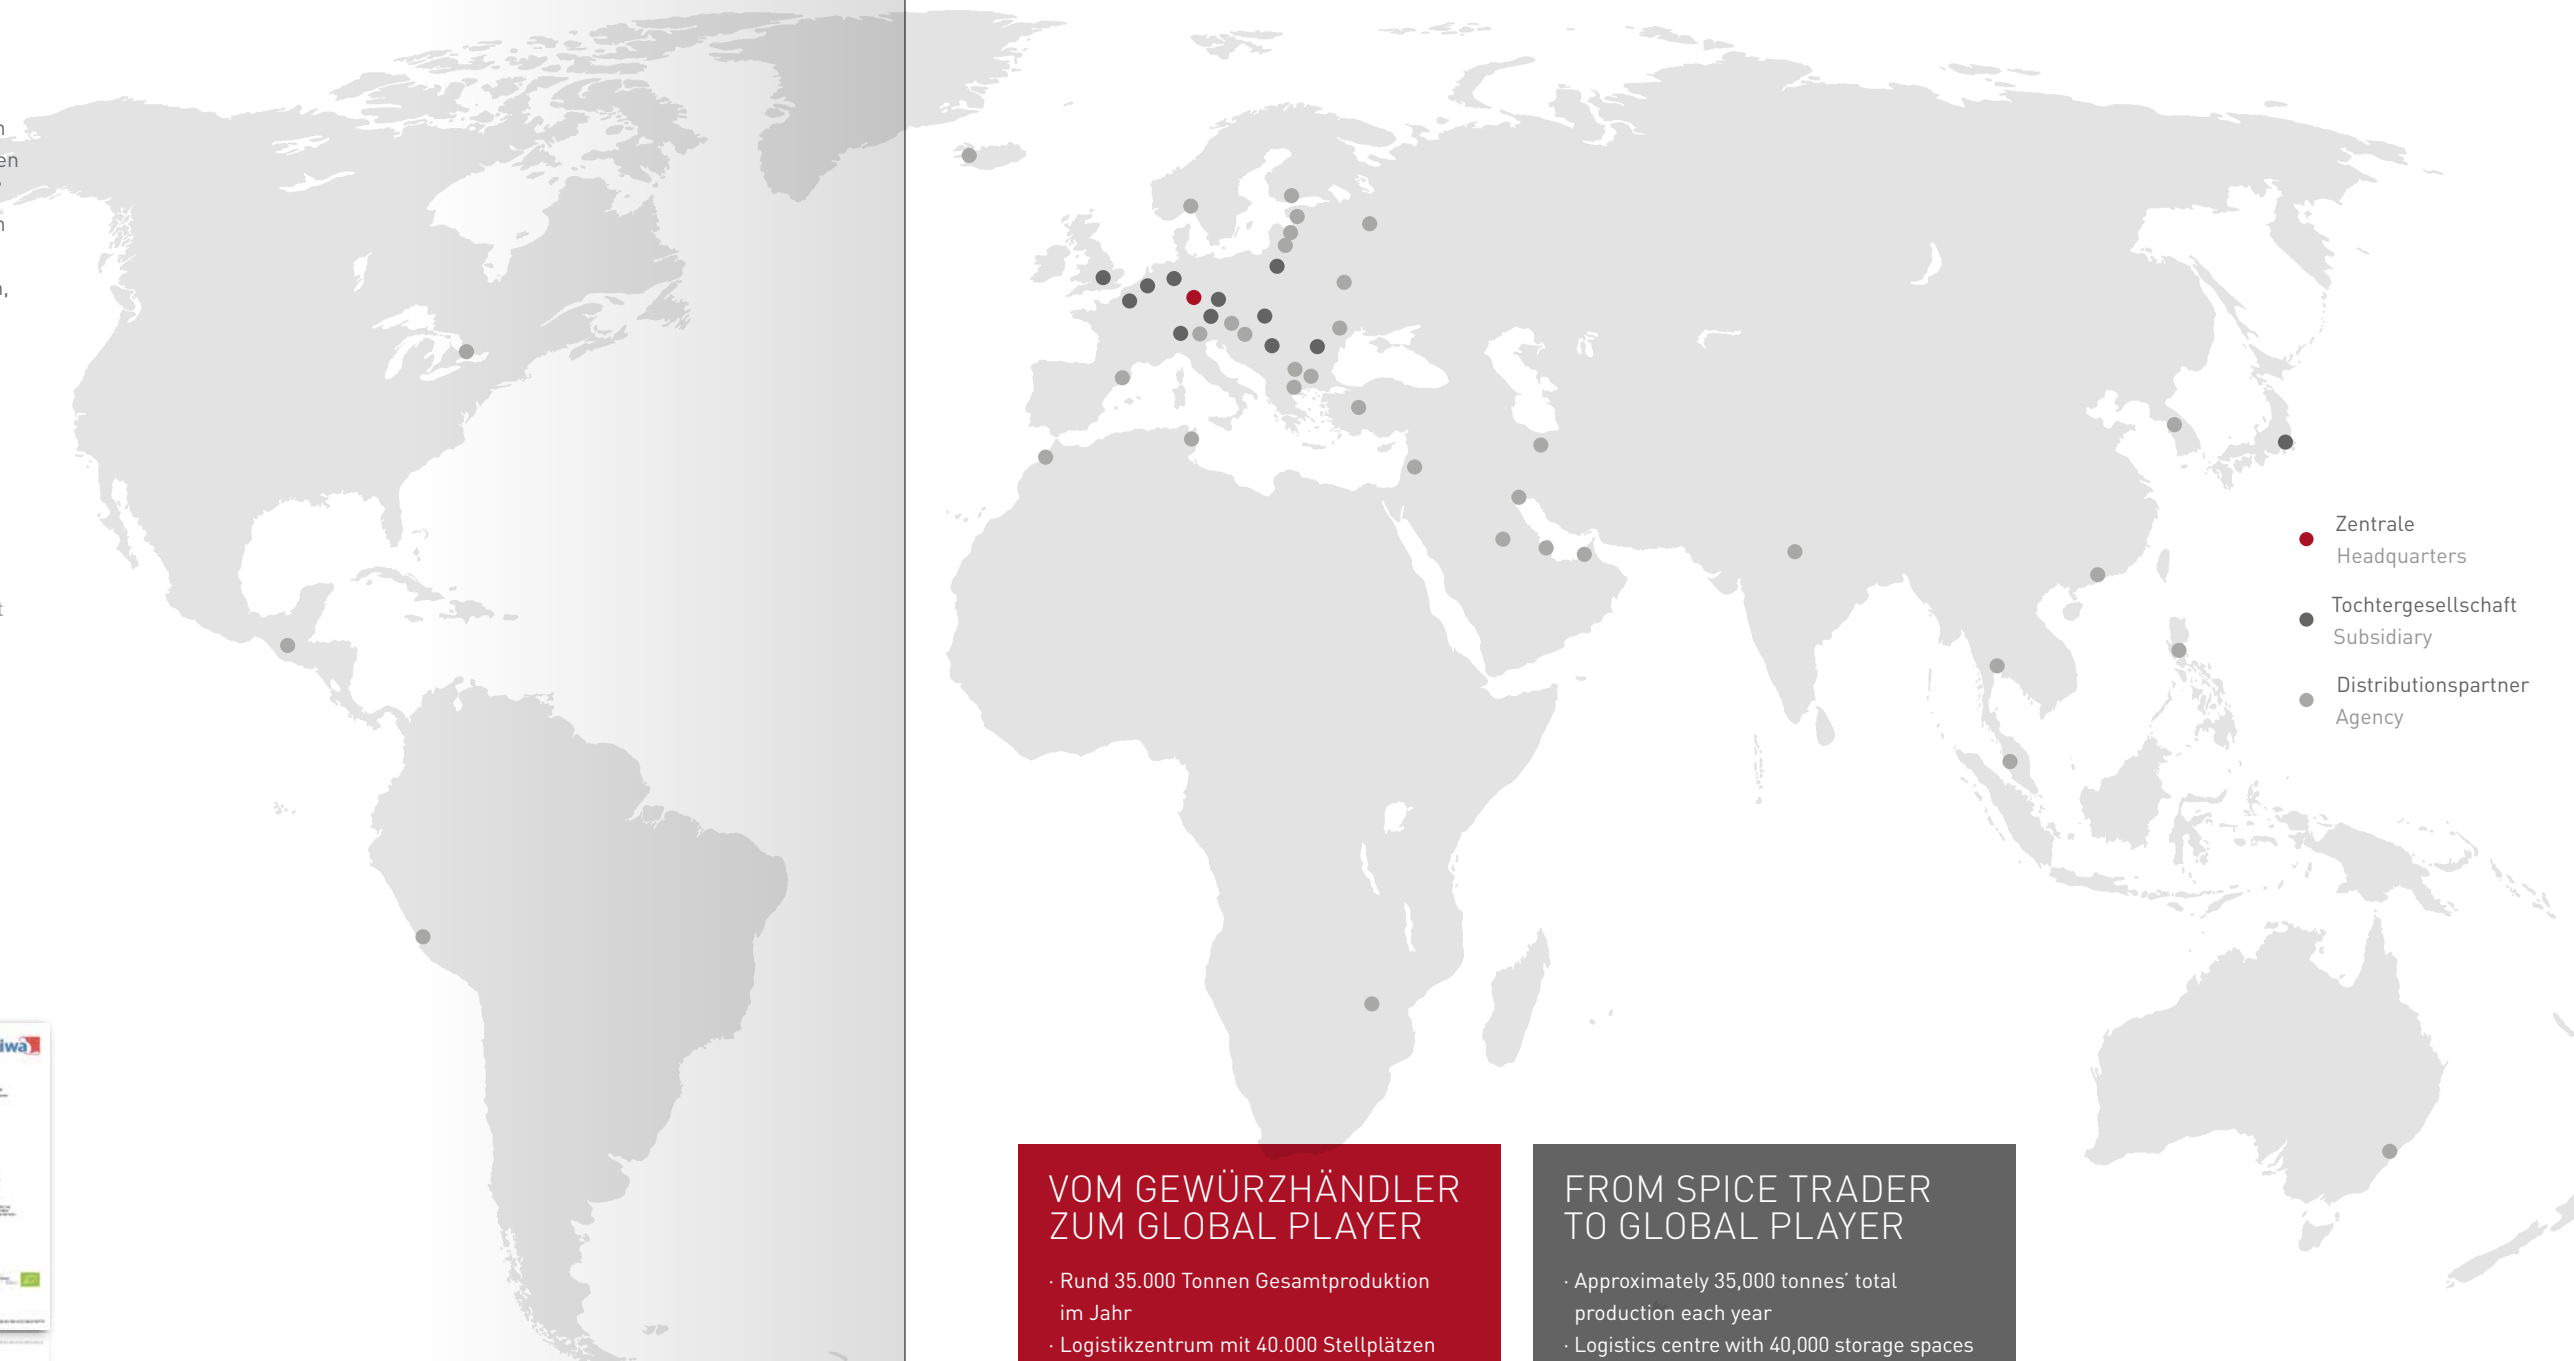 en
iwa
Zentrale
Headquarters
Tochtergesellschaft
Subsidiary
Distributionspartner
Agency
VOM GEWÜRZHÄNDLER
ZUM GLOBAL PLAYER
· Rund 35.000 Tonnen Gesamtproduktion
im Jahr
· Logistikzentrum mit 40.000 Stellplätzen
FROM SPICE TRADER
TO GLOBAL PLAYER
· Approximately 35,000 tonnes’ total
production each year
· Logistics centre with 40,000 storage spaces